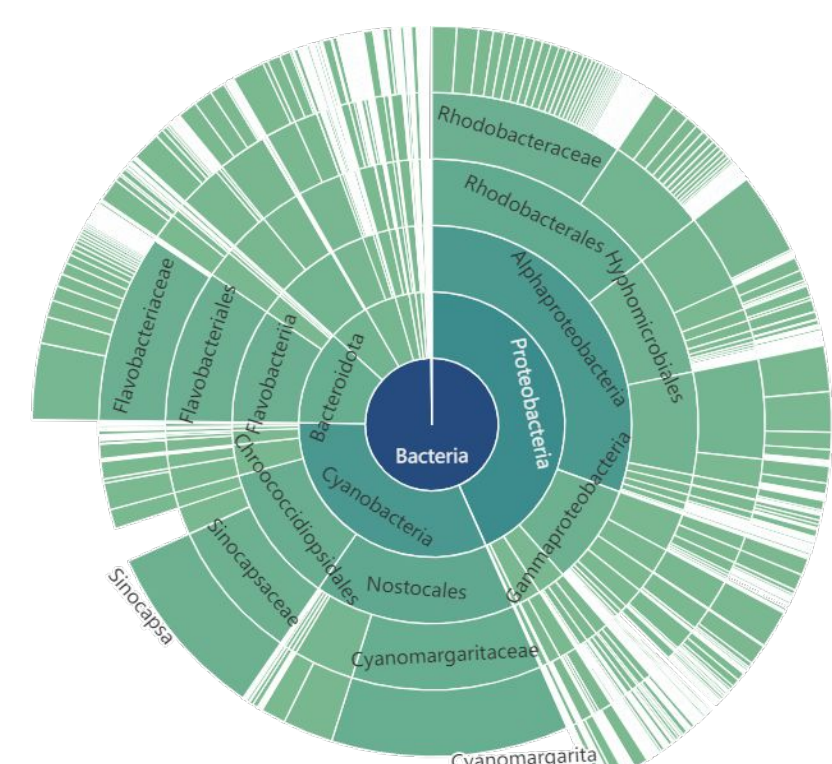 Rhodobacteraceae
Rhodobacterales
Hyphomicrobiales
Alphaproteobacteria
Proteobacteria
Gammaproteobacteria
Bacteria
Bacteroidota
Flavobacteriia
Flavobacteriales
Flavobacteriaceae
Cyanobacteria
Chroococcidiopsidales
Sinocapsaceae
Sinocapsa
Nostocales
Cyanomargaritaceae
Cyanomargarita